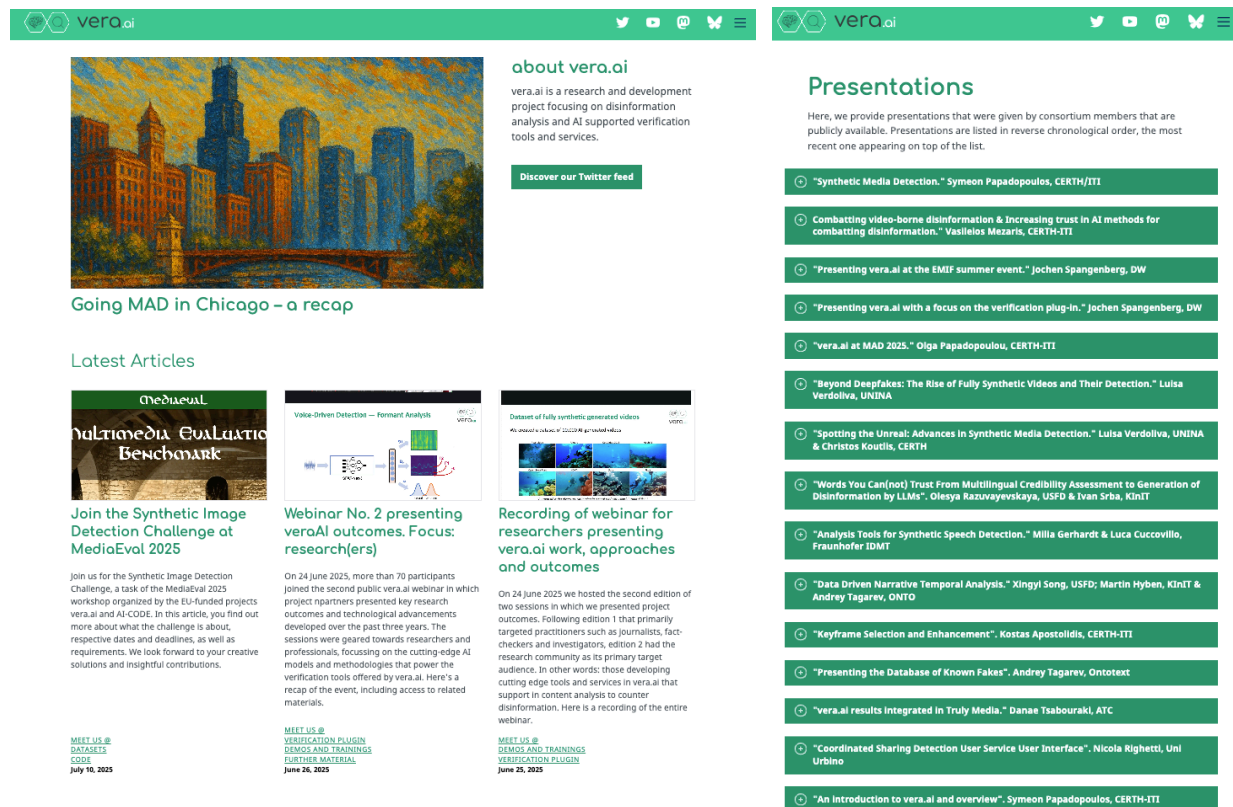 vera.ai
about vera.ai
vera.ai is a research and development
project focusing on disinformation
analysis and AI supported verification
tools and services.
Discover our Twitter feed
Going MAD in Chicago – a recap
Latest Articles
MediaEval
Multimedia Evaluatio
Benchmark
Join the Synthetic Image
Detection Challenge at
MediaEval 2025
Join us for the Synthetic Image Detection
Challenge, a task of the MediaEval 2025
workshop organized by the EU-funded projects
vera.ai and AI-CODE. In this article, you find out
more about what the challenge is about,
respective dates and deadlines, as well as
requirements. We look forward to your creative
solutions and insightful contributions.
MEET US @
DATASETS
CODE
July 10, 2025
Voice-Driven Detection — Formant Analysis
Webinar No. 2 presenting
veraAI outcomes. Focus:
research(ers)
On 24 June 2025, more than 70 participants
joined the second public vera.ai webinar in which
project npartners presented key research
outcomes and technological advancements
developed over the past three years. The
sessions were geared towards researchers and
professionals, focussing on the cutting-edge AI
models and methodologies that power the
verification tools offered by vera.ai. Here's a
recap of the event, including access to related
materials.
MEET US @
VERIFICATION PLUGIN
DEMOS AND TRAININGS
FURTHER MATERIAL
June 26, 2025
Dataset of fully synthetic generated videos
Recording of webinar for
researchers presenting
vera.ai work, approaches
and outcomes
On 24 June 2025 we hosted the second edition of
two sessions in which we presented project
outcomes. Following edition 1 that primarily
targeted practitioners such as journalists, fact-
checkers and investigators, edition 2 had the
research community as its primary target
audience. In other words: those developing
cutting edge tools and services in vera.ai that
support in content analysis to counter
disinformation. Here is a recording of the entire
webinar.
MEET US @
DEMOS AND TRAININGS
VERIFICATION PLUGIN
June 25, 2025
vera.ai
Presentations
Here, we provide presentations that were given by consortium members that are
publicly available. Presentations are listed in reverse chronological order, the most
recent one appearing on top of the list.
"Synthetic Media Detection." Symeon Papadopoulos, CERTH/ITI
Combatting video-borne disinformation & Increasing trust in AI methods for
combatting disinformation." Vasileios Mezaris, CERTH-ITI
"Presenting vera.ai at the EMIF summer event." Jochen Spangenberg, DW
"Presenting vera.ai with a focus on the verification plug-in." Jochen Spangenberg, DW
"vera.ai at MAD 2025." Olga Papadopoulou, CERTH-ITI
"Beyond Deepfakes: The Rise of Fully Synthetic Videos and Their Detection." Luisa
Verdoliva, UNINA
"Spotting the Unreal: Advances in Synthetic Media Detection." Luisa Verdoliva, UNINA
& Christos Koutlis, CERTH
"Words You Can(not) Trust From Multilingual Credibility Assessment to Generation of
Disinformation by LLMs". Olesya Razuvayevskaya, USFD & Ivan Srba, KInIT
"Analysis Tools for Synthetic Speech Detection." Milia Gerhardt & Luca Cuccovillo,
Fraunhofer IDMT
"Data Driven Narrative Temporal Analysis." Xingyi Song, USFD; Martin Hyben, KInIT &
Andrey Tagarev, ONTO
"Keyframe Selection and Enhancement". Kostas Apostolidis, CERTH-ITI
"Presenting the Database of Known Fakes". Andrey Tagarev, Ontotext
"vera.ai results integrated in Truly Media." Danae Tsabouraki, ATC
"Coordinated Sharing Detection User Service User Interface". Nicola Righetti, Uni
Urbino
"An introduction to vera.ai and overview". Symeon Papadopoulos, CERTH-ITI